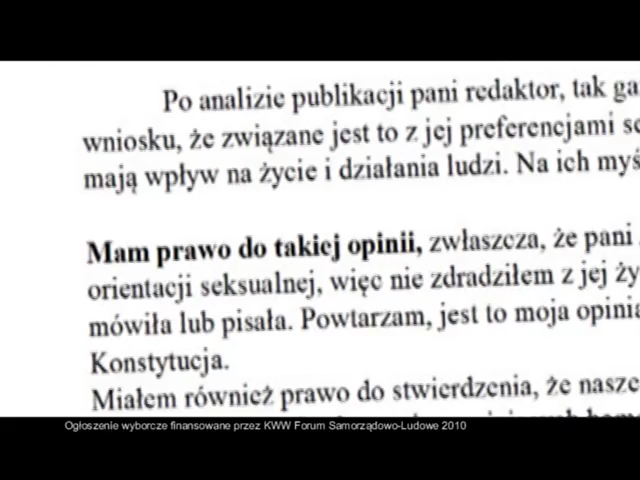 Po analizie publikacji pani redaktor, tak ga
wniosku, że związane jest to z jej preferencjami sc
mają wpływ na życie i działania ludzi. Na ich myś
Mam prawo do takiej opinii, zwłaszcza, że pani
orientacji seksualnej, więc nie zdradziłem z jej ży
mówiła lub pisała. Powtarzam, jest to moja opinia
Konstytucja.
Miałem również prawo do stwierdzenia, że nasze
Ogłoszenie wyborcze finansowane przez KWW Forum Samorządowo-Ludowe 2010